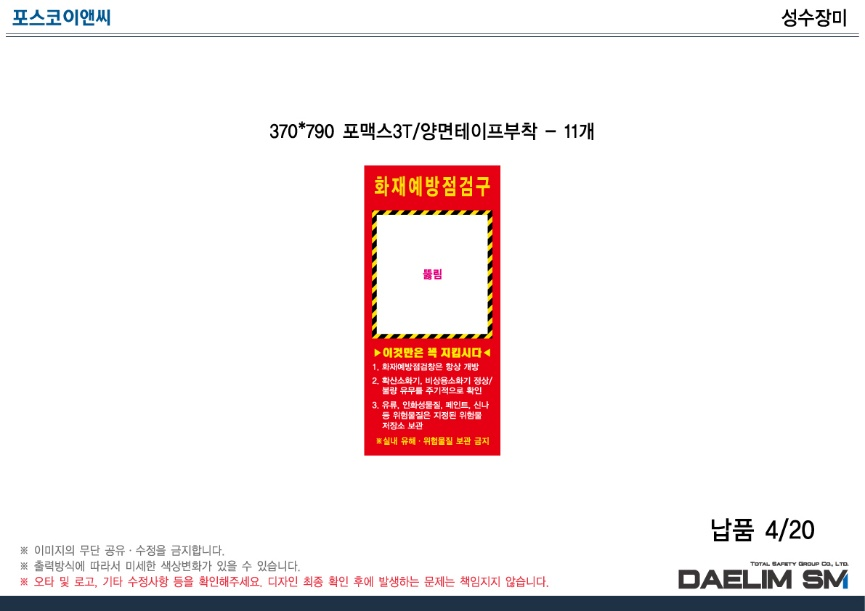 포스코이앤씨
성수장미
370*790 포맥스3T/양면테이프부착 - 11개
화재예방점검구
뚫림
▶이것만은 꼭 지킵시다◀
1. 화재예방점검창은 항상 개방
2. 확산소화기, 비상용소화기 정상/
불량 유무를 주기적으로 확인
3. 유류, 인화성물질, 페인트, 신나
등 위험물질은 지정된 위험물
저장소 보관
※실내 유해·위험물질 보관 금지
납품 4/20
※ 이미지의 무단 공유·수정을 금지합니다.
※ 출력방식에 따라서 미세한 색상변화가 있을 수 있습니다.
※ 오타 및 로고, 기타 수정사항 등을 확인해주세요. 디자인 최종 확인 후에 발생하는 문제는 책임지지 않습니다.
TOTAL SAFETY GROUP CO., LTD.
DAELIM SM